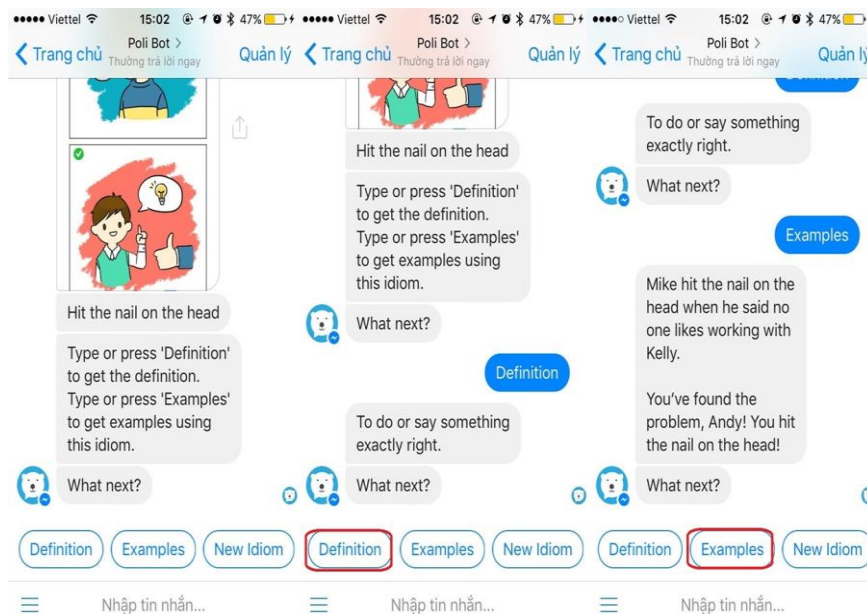 Viettel 15:02 47%
Trang chủ Poli Bot > Quản lý
Thường trả lời ngay
Hit the nail on the head
Type or press 'Definition'
to get the definition.
Type or press 'Examples'
to get examples using
this idiom.
What next?
Definition Examples New Idiom
Nhập tin nhắn...
Viettel 15:02 47%
Trang chủ Poli Bot > Quản lý
Thường trả lời ngay
Hit the nail on the head
Type or press 'Definition'
to get the definition.
Type or press 'Examples'
to get examples using
this idiom.
What next?
Definition
To do or say something
exactly right.
What next?
Definition Examples New Idiom
Nhập tin nhắn...
Viettel 15:02 47%
Trang chủ Poli Bot > Quản lý
Thường trả lời ngay
Definition
To do or say something
exactly right.
What next?
Examples
Mike hit the nail on the
head when he said no
one likes working with
Kelly.
You've found the
problem, Andy! You hit
the nail on the head!
What next?
Definition Examples New Idiom
Nhập tin nhắn...